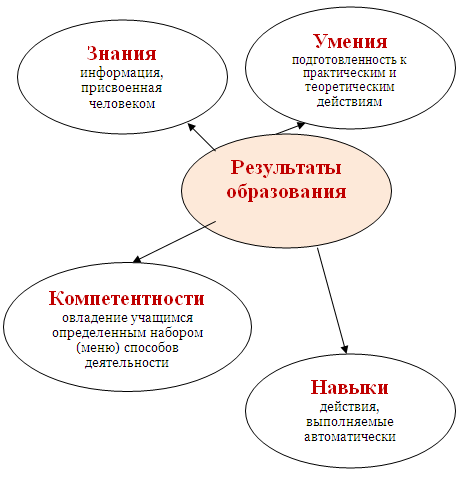 Знания
информация,
присвоенная
человеком
Умения
подготовленность к
практическим и
теоретическим
действиям
Результаты
образования
Компетентности
овладение учащимся
определенным набором
(меню) способов
деятельности
Навыки
действия,
выполняемые
автоматически